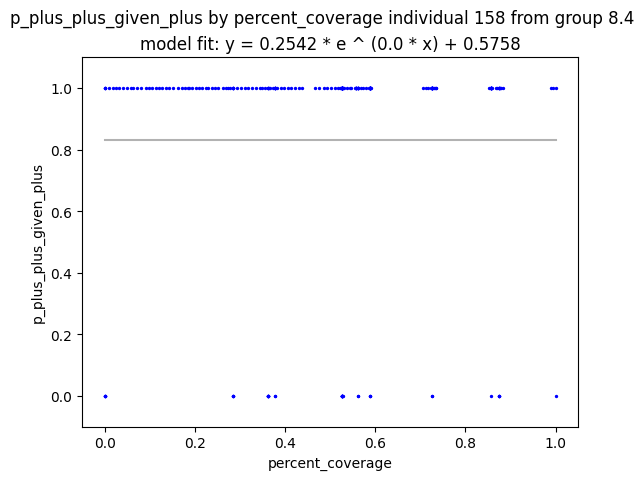 p_plus_plus_given_plus by percent_coverage individual 158 from group 8.4
model fit: y = 0.2542 * e ^ (0.0 * x) + 0.5758
1.0
0.8
0.6
0.4
0.2
0.0
p_plus_plus_given_plus
0.0 0.2 0.4 0.6 0.8 1.0
percent_coverage